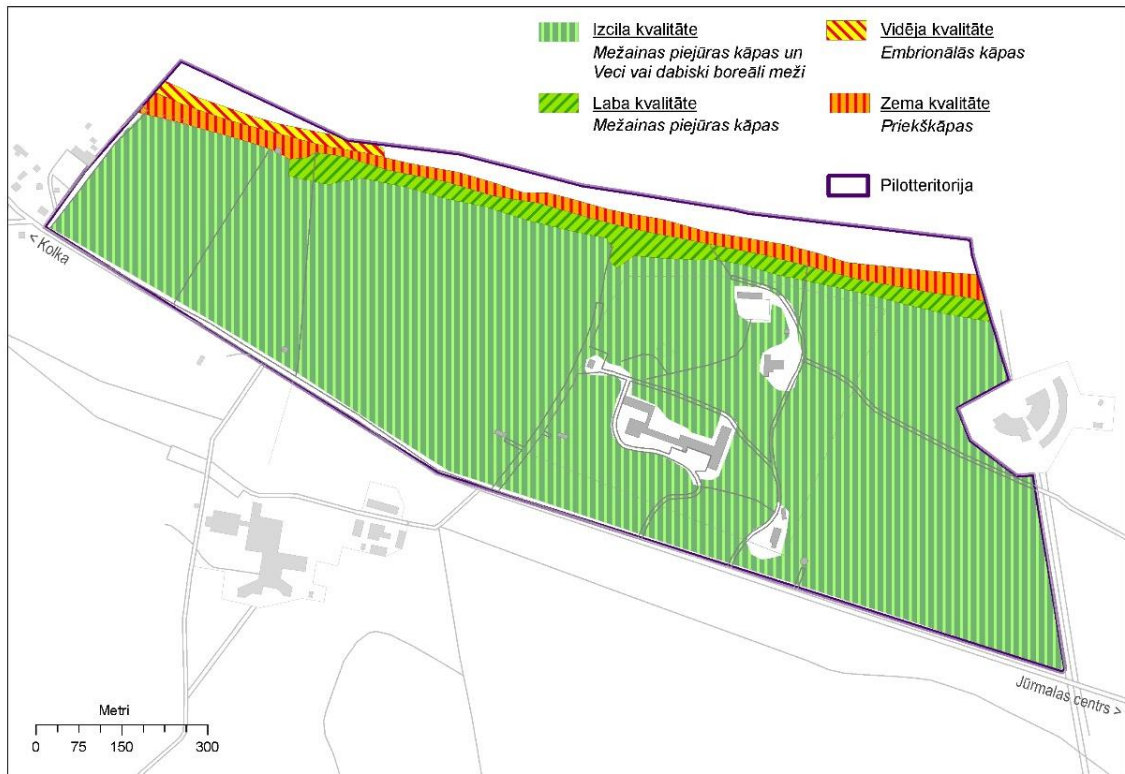 Izcila kvalitāte
Mežainas piejūras kāpas un
Veci vai dabiski boreāli meži
Laba kvalitāte
Mežainas piejūras kāpas
Vidēja kvalitāte
Embrionālās kāpas
Zema kvalitāte
Priekškāpas
Pilotteritorija
< Kolka
Jūrmalas centrs >
Metri
0 75 150 300